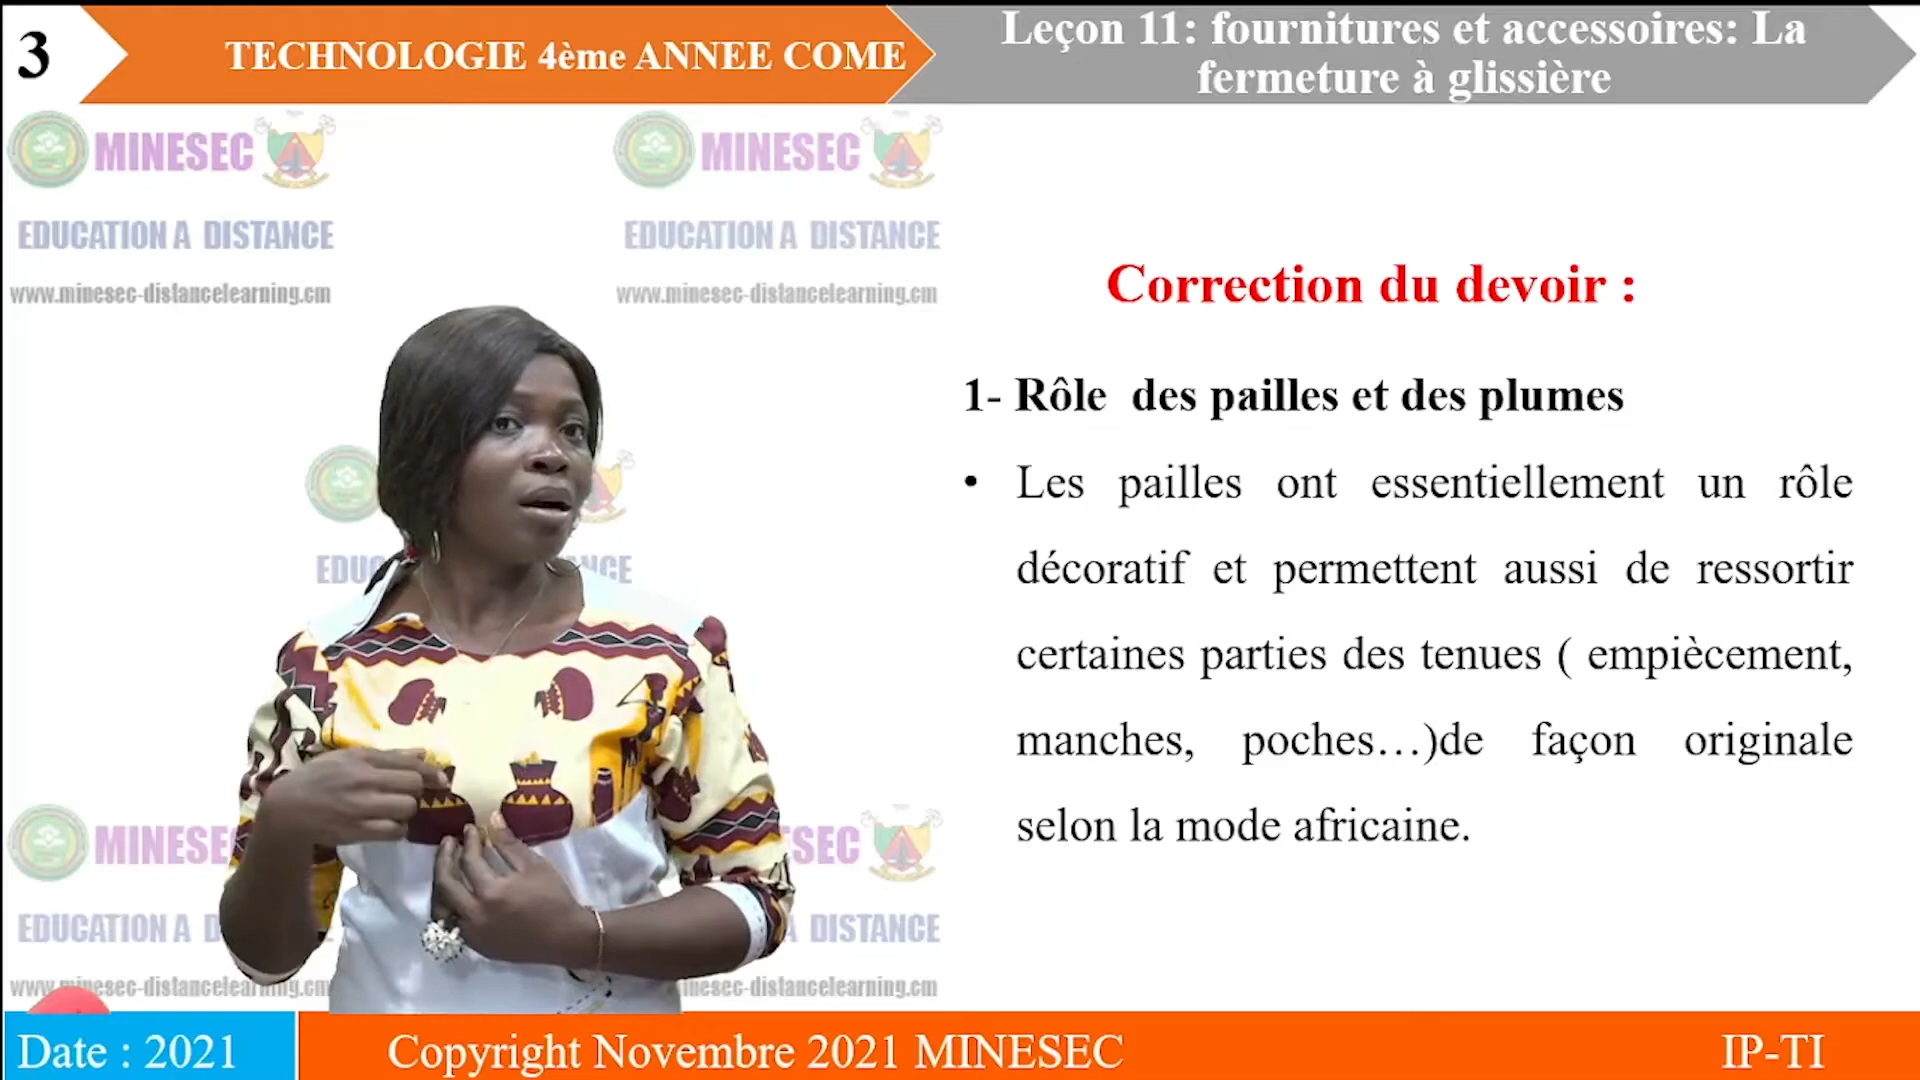 3
TECHNOLOGIE 4ème ANNEE COME
Leçon 11: fournitures et accessoires: La
fermeture à glissière
MINESEC
MINESEC
EDUCATION A DISTANCE
EDUCATION A DISTANCE
www.minesec-distancelearning.cm
www.minesec-distancelearning.cm
Correction du devoir :
1- Rôle des pailles et des plumes
• Les pailles ont essentiellement un rôle
décoratif et permettent aussi de ressortir
certaines parties des tenues ( empiècement,
manches, poches…)de façon originale
selon la mode africaine.
Date : 2021
Copyright Novembre 2021 MINESEC
IP-TI